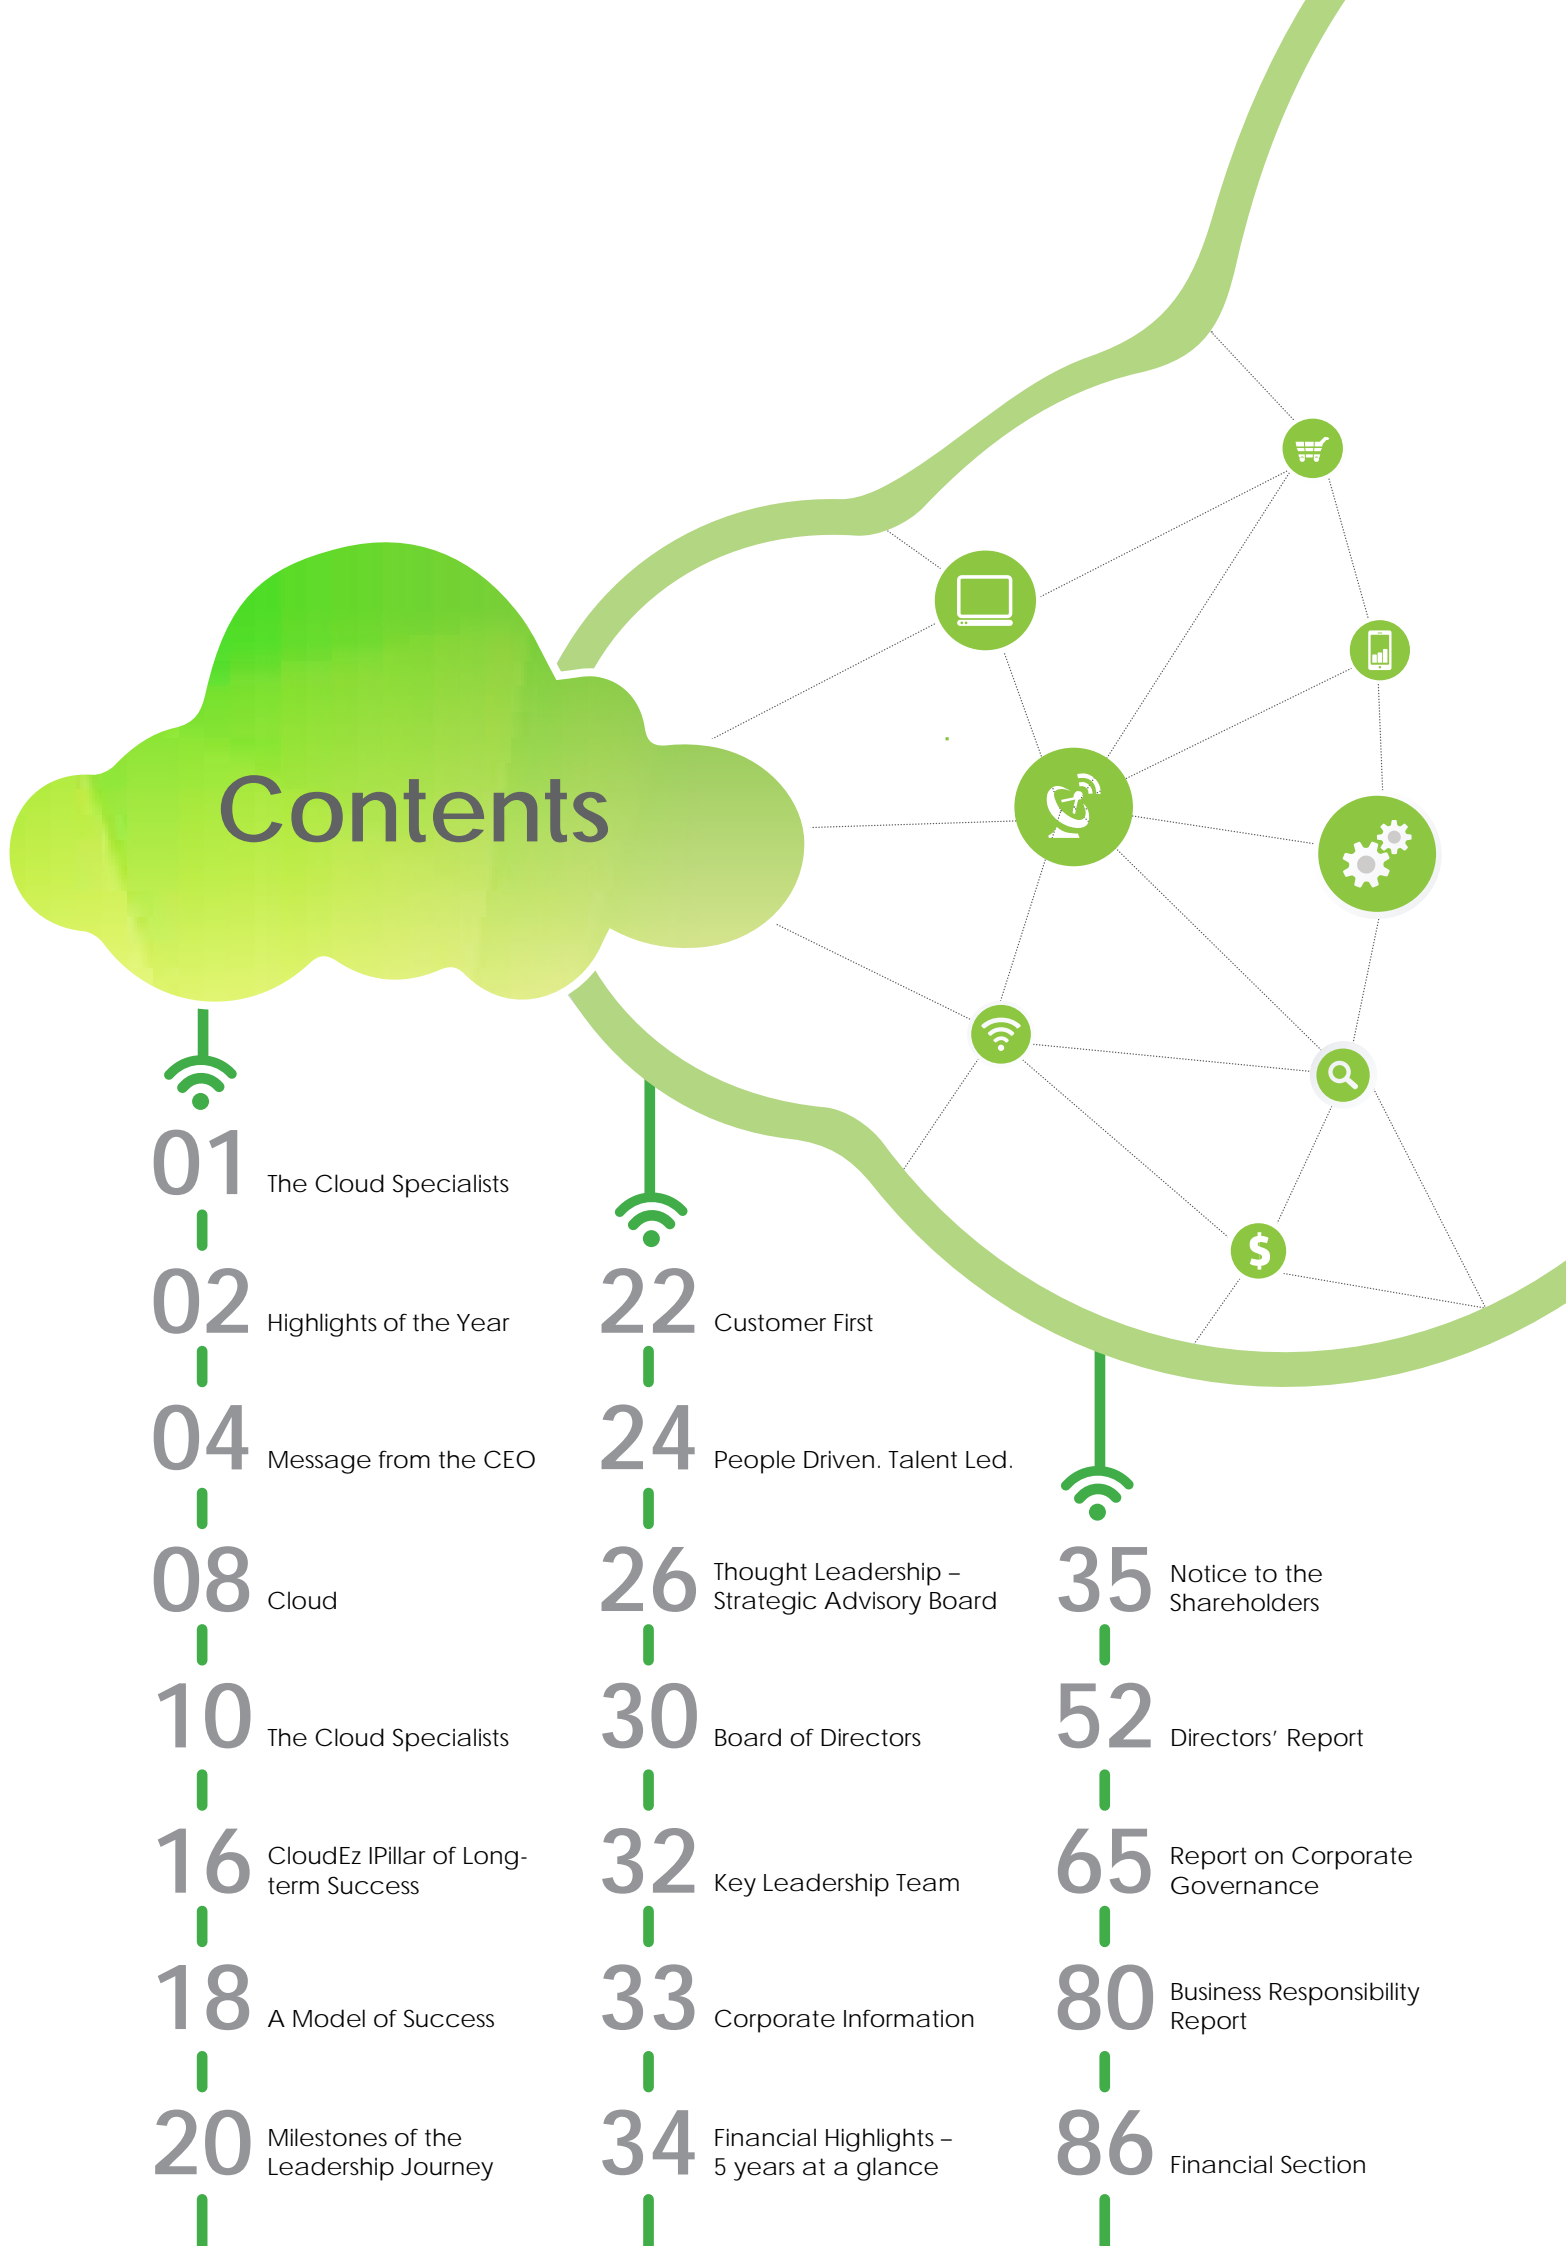 Contents
01
The Cloud Specialists
02
Highlights of the Year
04
Message from the CEO
08
Cloud
10
The Cloud Specialists
16
CloudEz IPillar of Long-
term Success
18
A Model of Success
20
Milestones of the
Leadership Journey
22
Customer First
24
People Driven. Talent Led.
26
Thought Leadership –
Strategic Advisory Board
30
Board of Directors
32
Key Leadership Team
33
Corporate Information
34
Financial Highlights –
5 years at a glance
35
Notice to the
Shareholders
52
Directors’ Report
65
Report on Corporate
Governance
80
Business Responsibility
Report
86
Financial Section
$